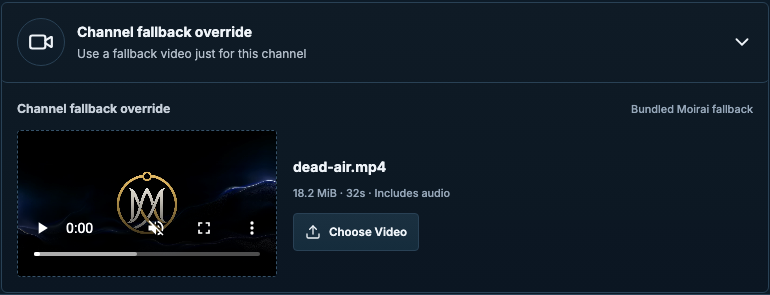 Channel fallback override
Use a fallback video just for this channel
Channel fallback override
Bundled Moirai fallback
dead-air.mp4
18.2 MiB · 32s · Includes audio
0:00
Choose Video